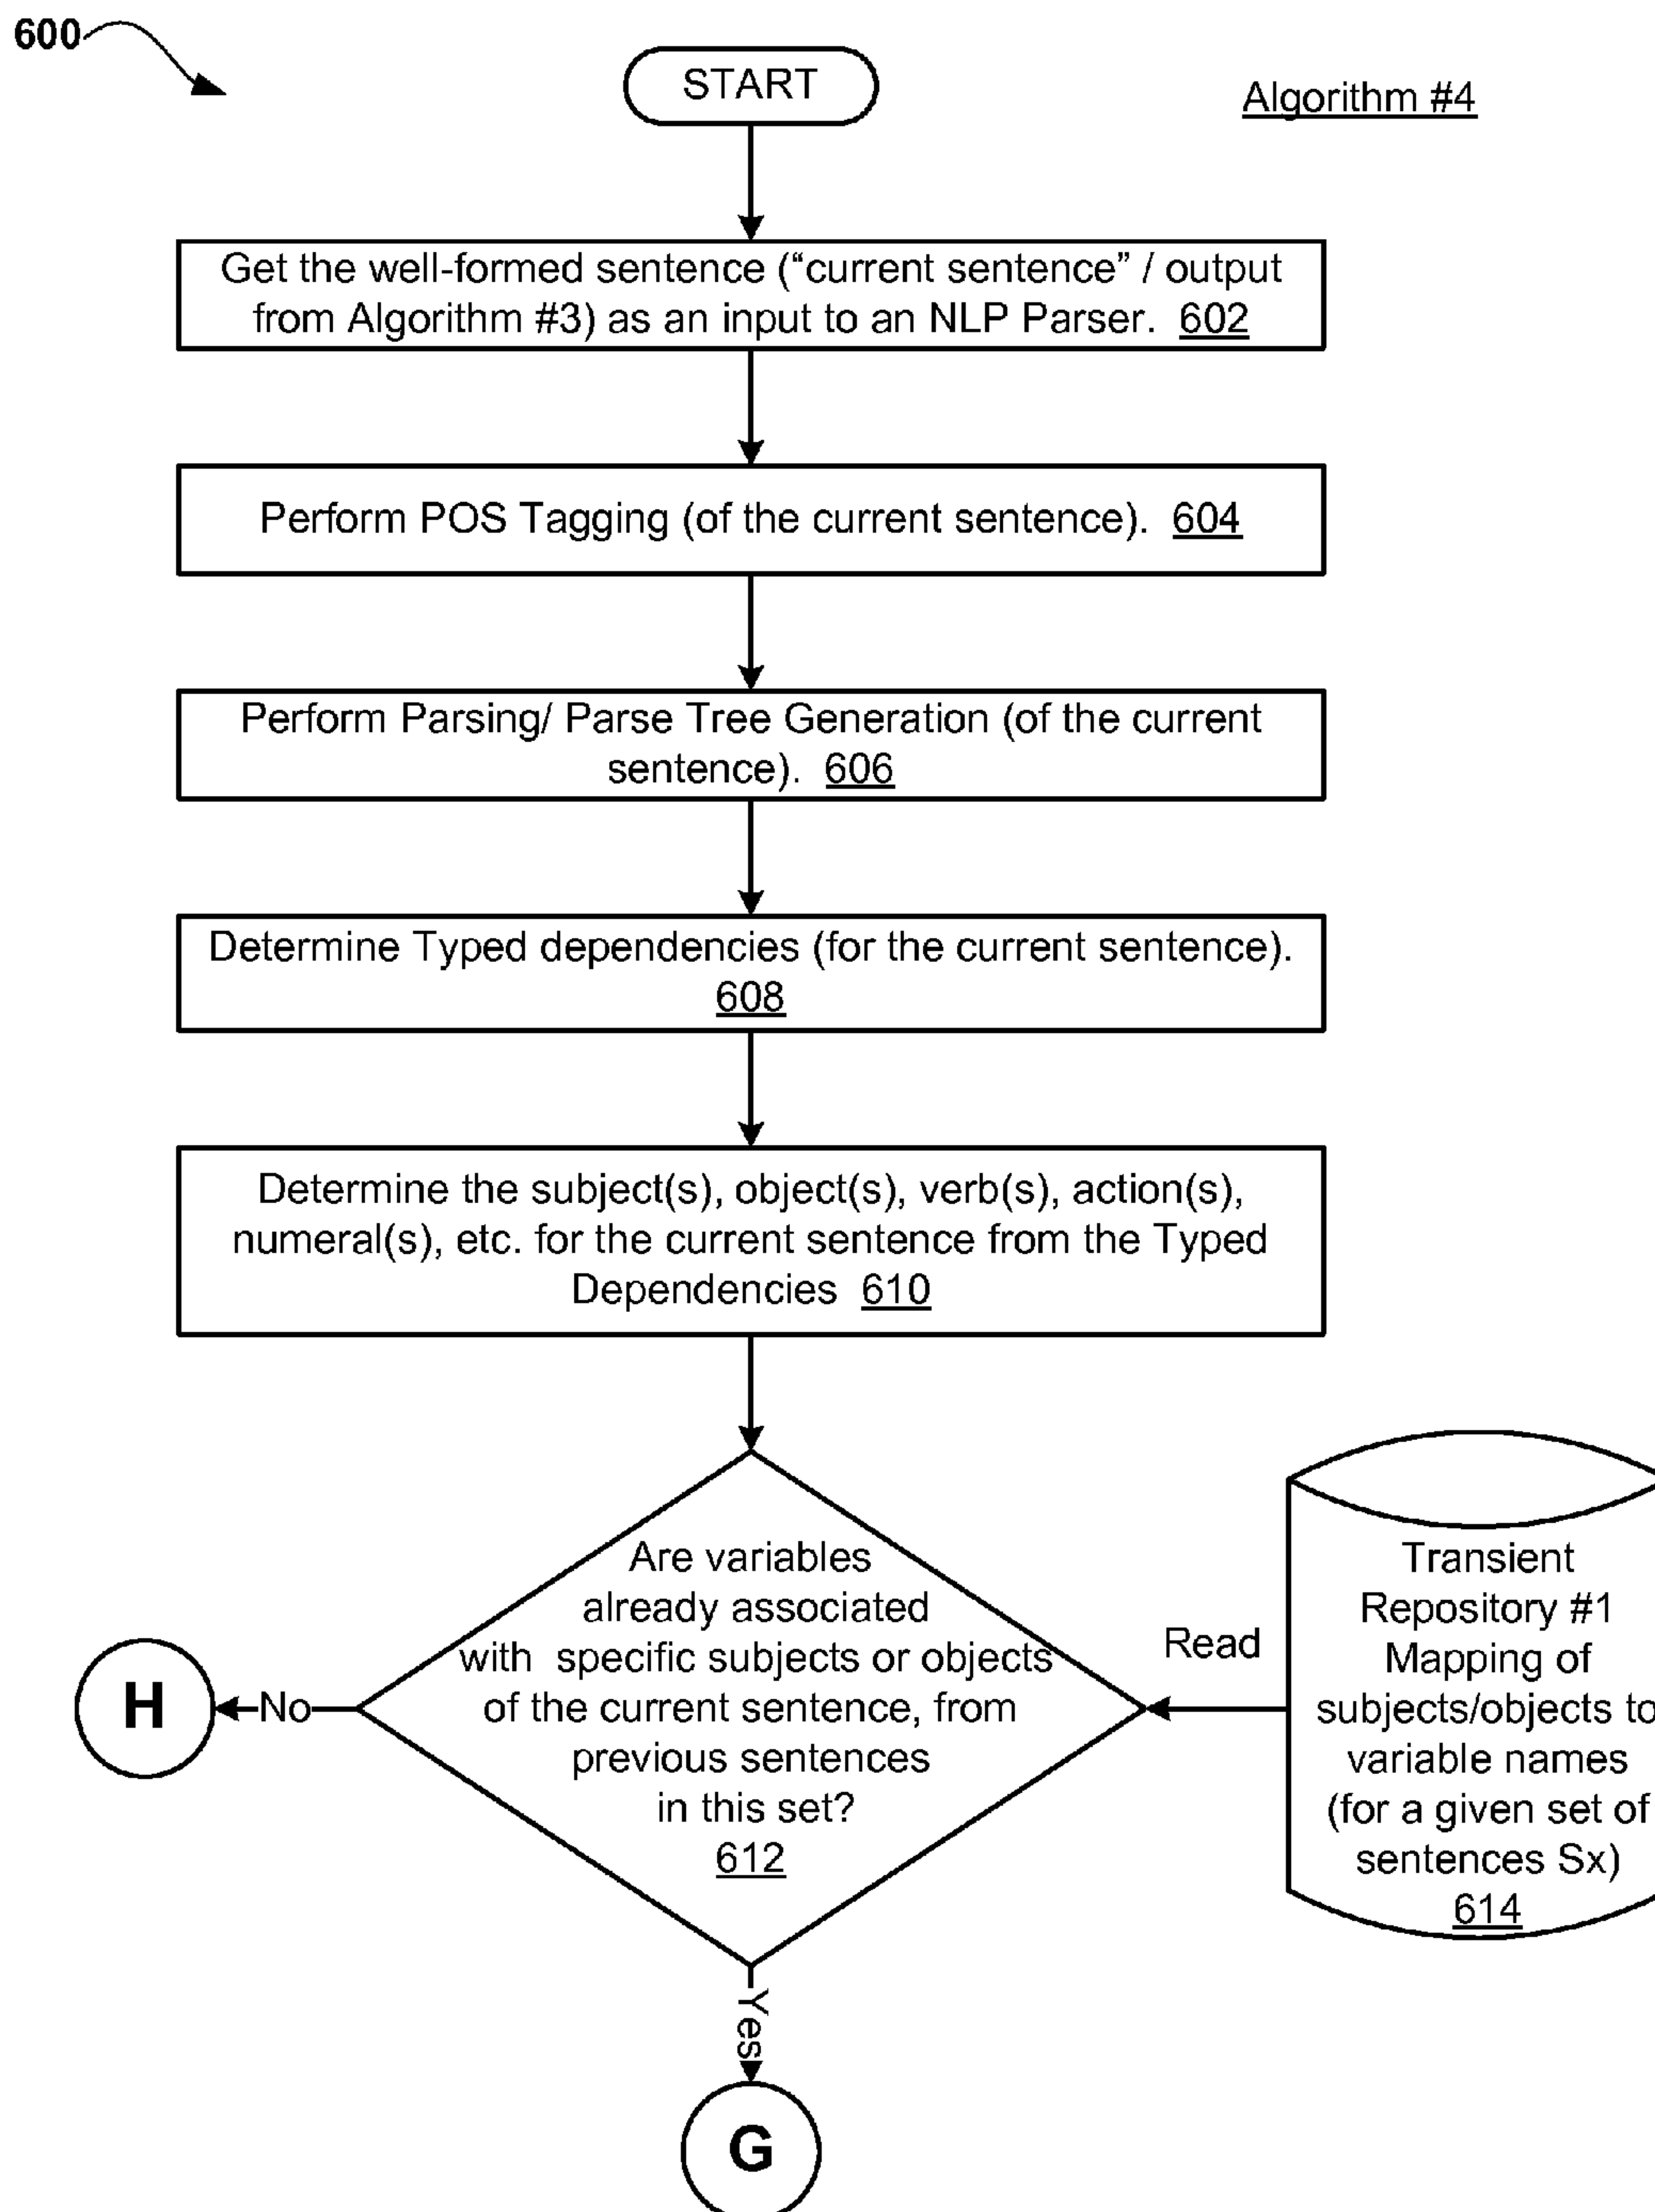 600
START
Algorithm #4
Get the well-formed sentence (“current sentence” / output
from Algorithm #3) as an input to an NLP Parser. 602
Perform POS Tagging (of the current sentence). 604
Perform Parsing/ Parse Tree Generation (of the current
sentence). 606
Determine Typed dependencies (for the current sentence).
608
Determine the subject(s), object(s), verb(s), action(s),
numeral(s), etc. for the current sentence from the Typed
Dependencies 610
Are variables
already associated
with specific subjects or objects
of the current sentence, from
previous sentences
in this set?
612
Read
Transient
Repository #1
Mapping of
subjects/objects to
variable names
(for a given set of
sentences Sx)
614
No
H
Yes
G